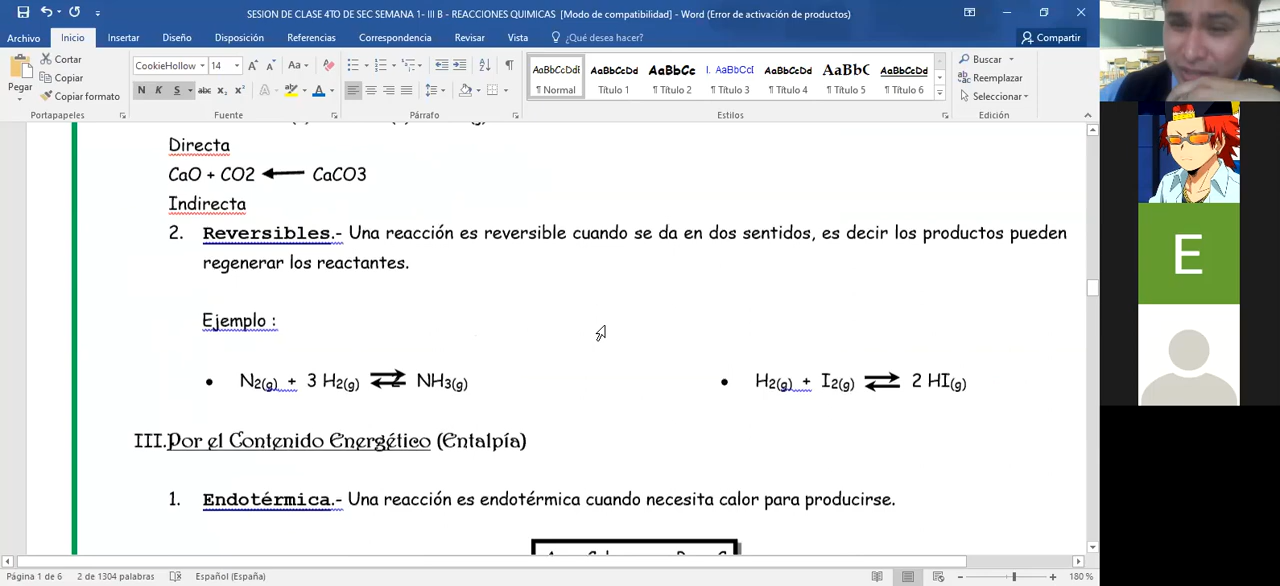 SESION DE CLASE 4TO DE SEC SEMANA 1- III B - REACCIONES QUIMICAS [Modo de compatibilidad] - Word (Error de activación de productos)
Archivo Inicio Insertar Diseño Disposición Referencias Correspondencia Revisar Vista ¿Qué desea hacer? Compartir
Pegar
Cortar
Copiar
Copiar formato
CookieHollow 14
N K S abc x₂ x²
AaBbCcDdE ¶ Normal
AaBbCcDd Título 1
AaBbCc Título 2
I. AaBbCcI Título 3
AaBbCcDd Título 4
AaBbC Título 5
AaBbCcDd Título 6
Buscar
Reemplazar
Seleccionar
Portapapeles Fuente Párrafo Estilos Edición
Directa
CaO + CO2 ← CaCO3
Indirecta
2. Reversibles.- Una reacción es reversible cuando se da en dos sentidos, es decir los productos pueden
regenerar los reactantes.
Ejemplo :
• N2(g) + 3 H2(g) ⇄ 2 NH3(g) • H2(g) + I2(g) ⇄ 2 HI(g)
III. Por el Contenido Energético (Entalpía)
1. Endotérmica.- Una reacción es endotérmica cuando necesita calor para producirse.
E
Página 1 de 6 2 de 1304 palabras Español (España) 180 %